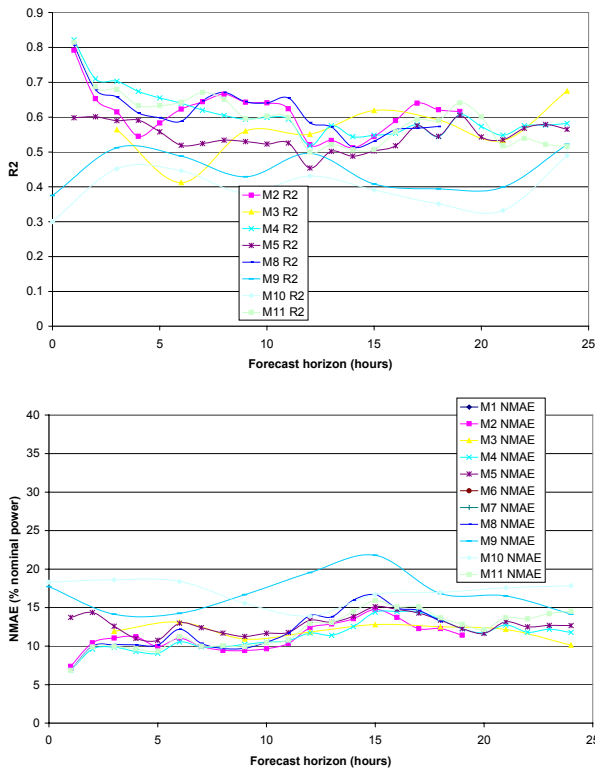 0.9
0.8
0.7
0.6
0.5
0.4
0.3
0.2
0.1
0
R2
M2 R2
M3 R2
M4 R2
M5 R2
M8 R2
M9 R2
M10 R2
M11 R2
0 5 10 15 20 25
Forecast horizon (hours)
40
35
30
25
20
15
10
5
0
NMAE (% nominal power)
M1 NMAE
M2 NMAE
M3 NMAE
M4 NMAE
M5 NMAE
M6 NMAE
M7 NMAE
M8 NMAE
M9 NMAE
M10 NMAE
M11 NMAE
0 5 10 15 20 25
Forecast horizon (hours)